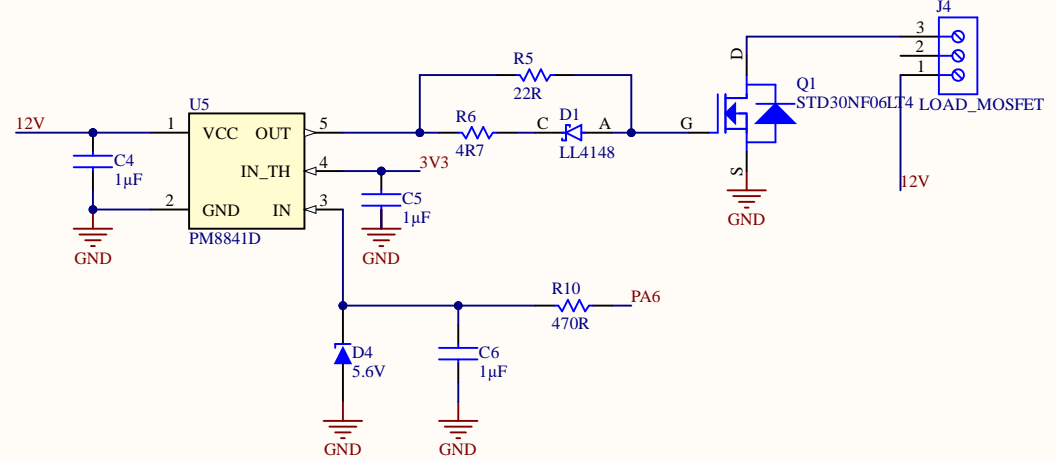 J4
3
2
1
LOAD_MOSFET
12V
D
Q1
STD30NF06LT4
G
S
GND
R5
22R
R6
4R7
C
D1
A
LL4148
U5
12V
1
VCC
OUT
5
C4
1µF
IN_TH
4
3V3
C5
1µF
2
GND
IN
3
PM8841D
GND
GND
R10
470R
PA6
D4
5.6V
C6
1µF
GND
GND